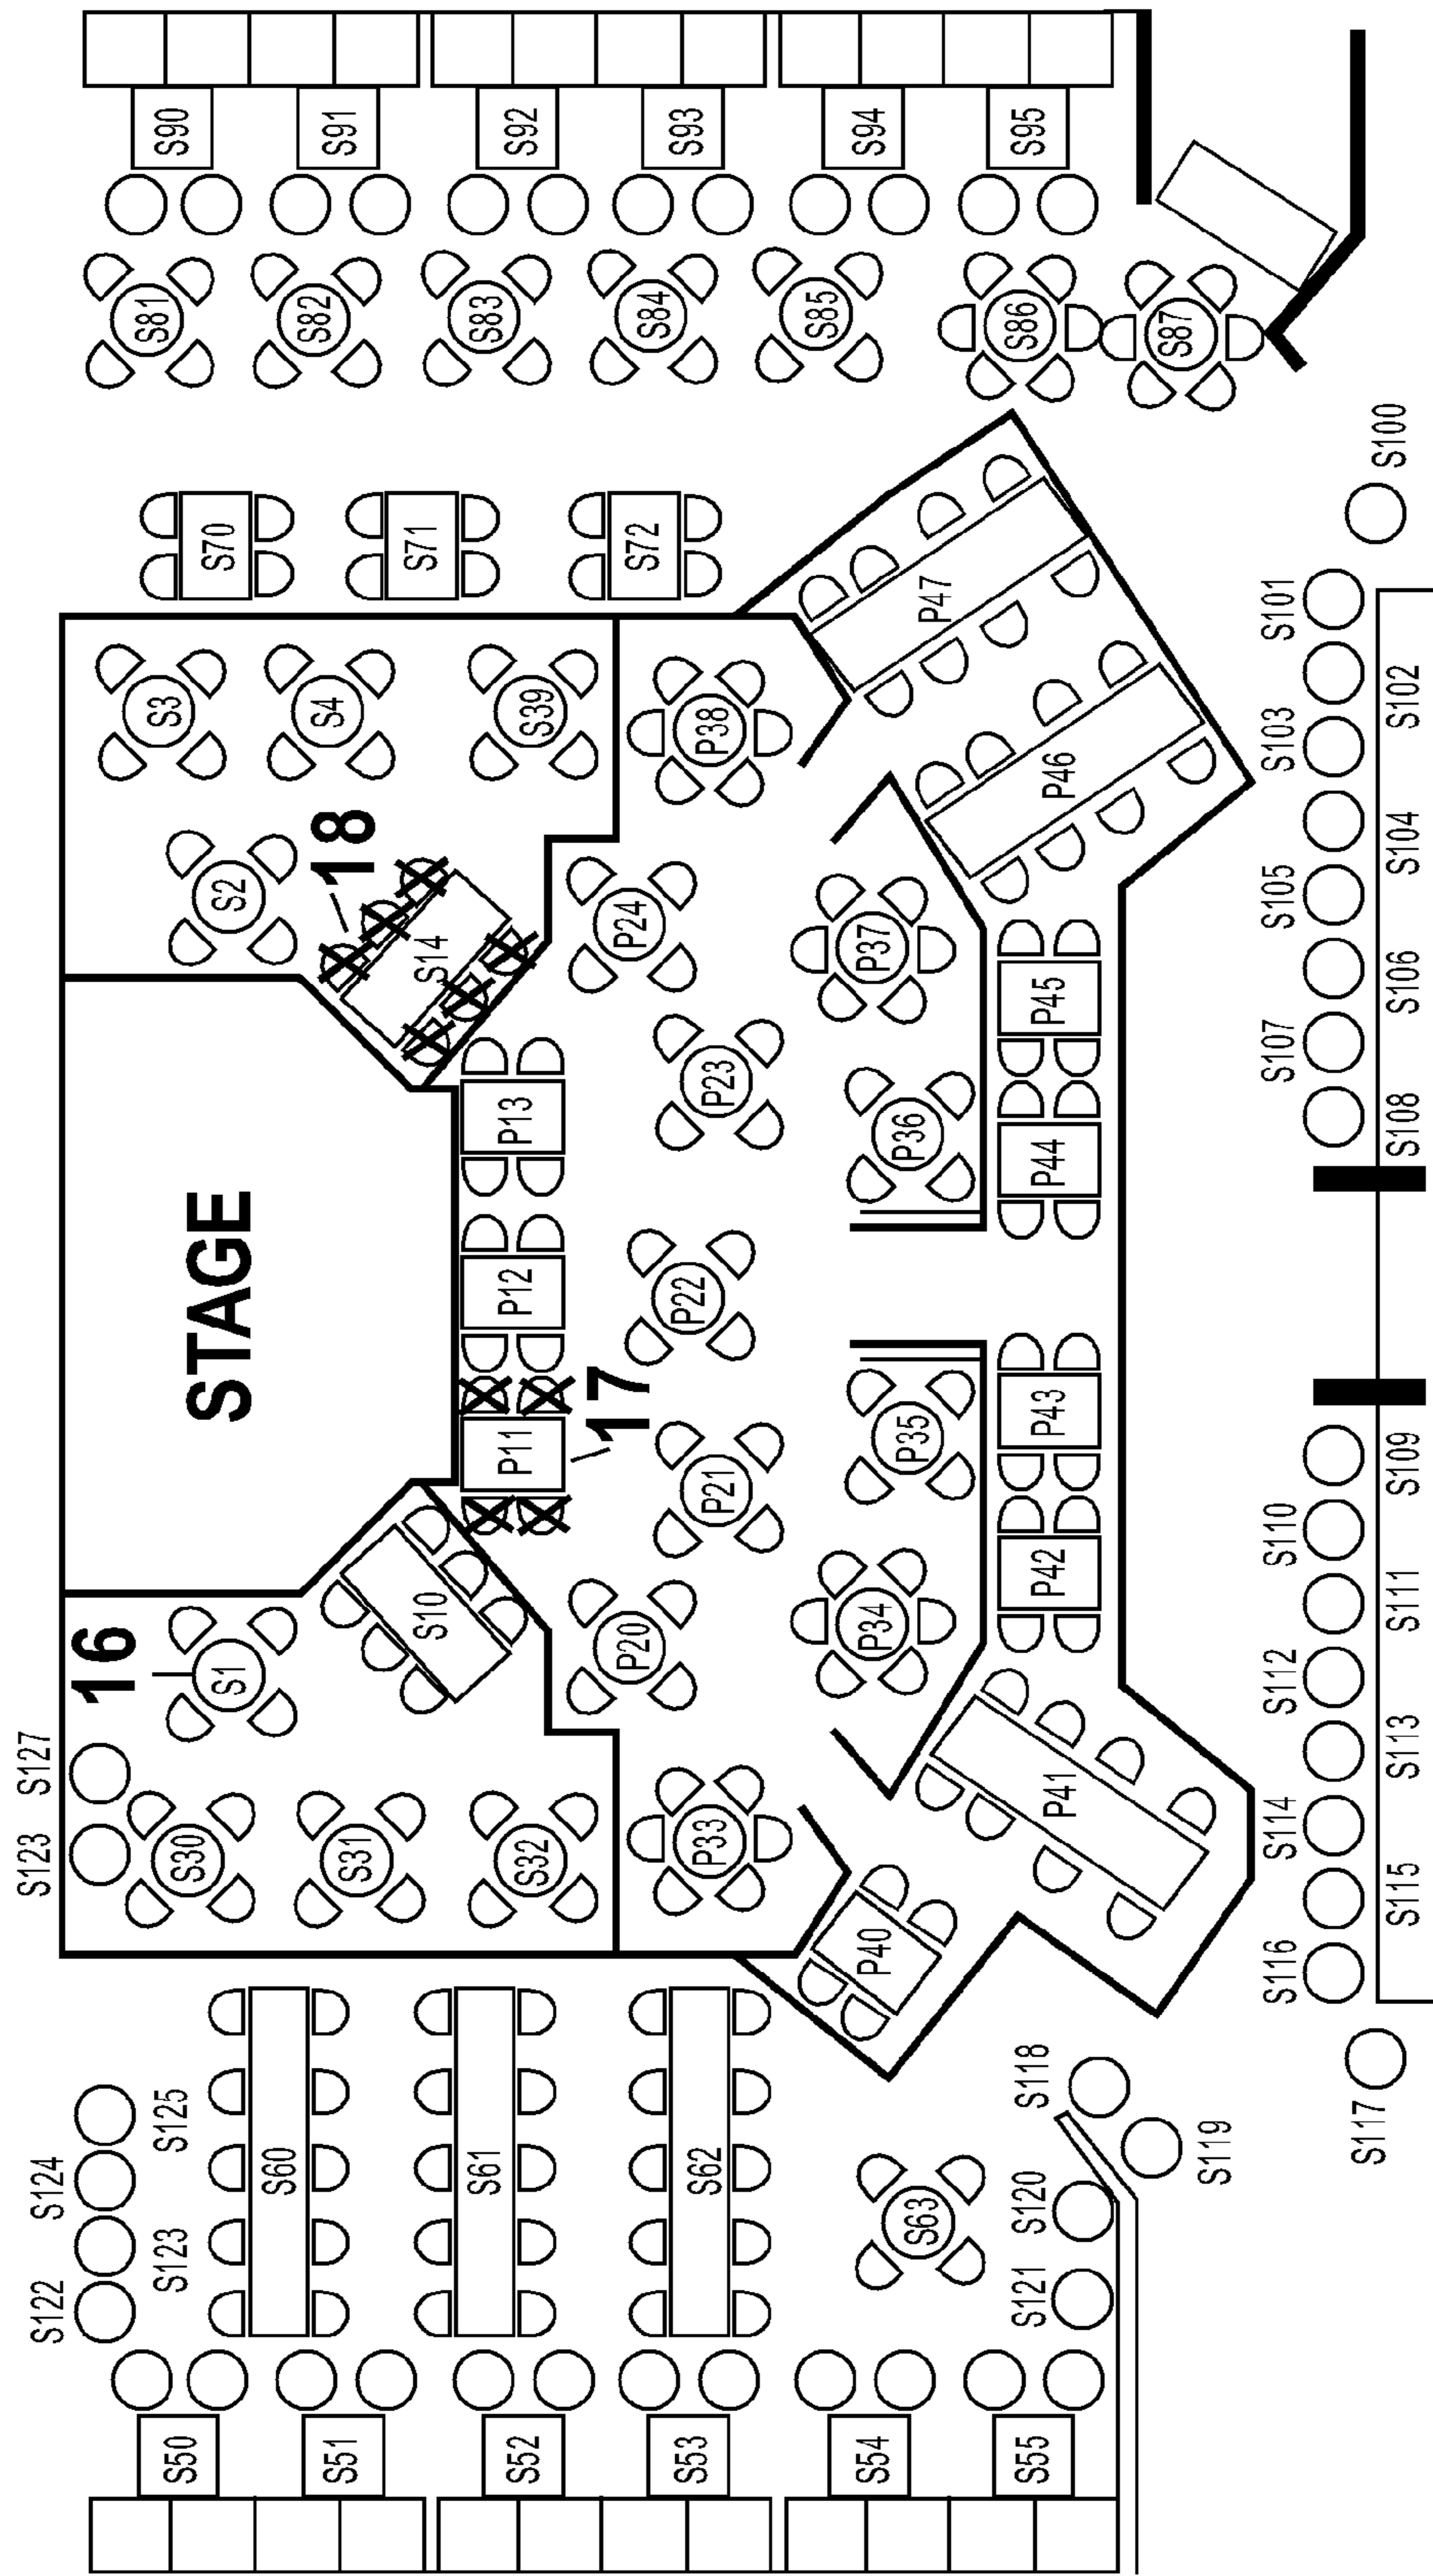 STAGE
16
17
18
S127
S123
S1
S30
S31
S32
S10
P11
P12
P13
S14
S2
S3
S4
S39
P20
P21
P22
P23
P24
P33
P34
P35
P36
P37
P38
P40
P41
P42
P43
P44
P45
P46
P47
S122
S123
S124
S125
S50
S51
S52
S53
S54
S55
S60
S61
S62
S63
S70
S71
S72
S81
S82
S83
S84
S85
S86
S87
S90
S91
S92
S93
S94
S95
S121
S120
S119
S118
S117
S116
S115
S114
S113
S112
S111
S110
S109
S108
S107
S106
S105
S104
S103
S102
S101
S100